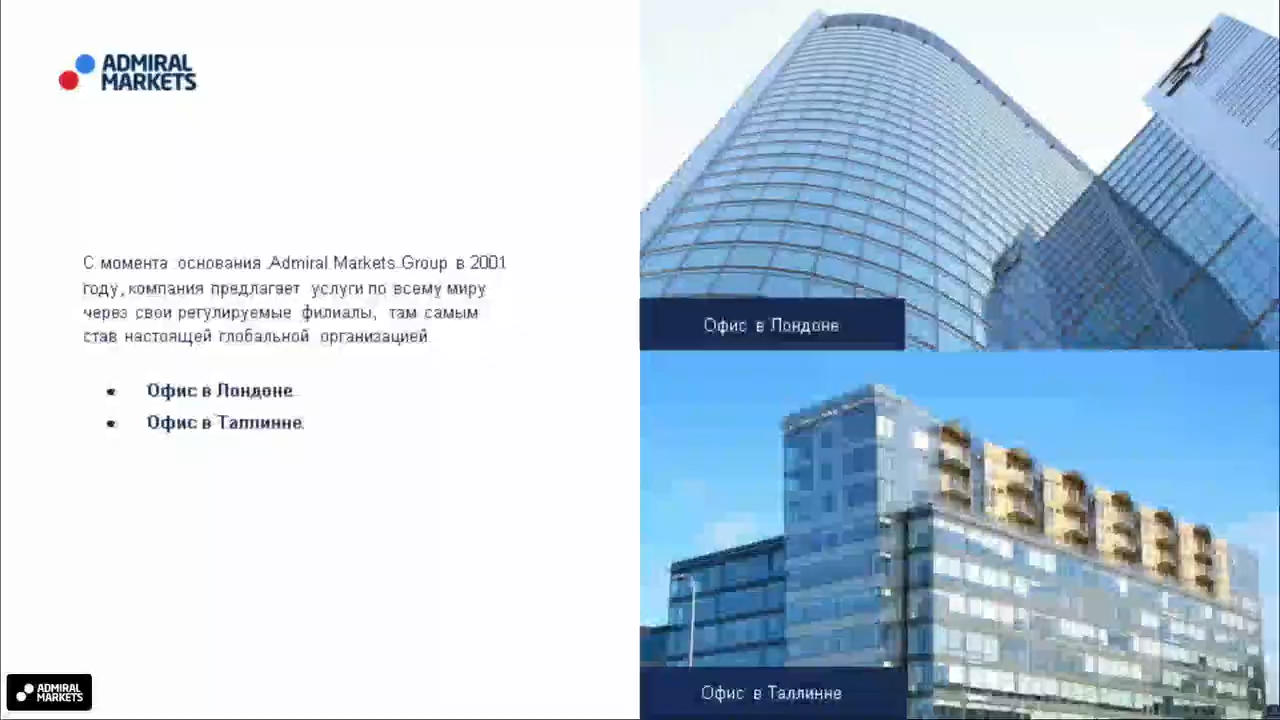 ADMIRAL
MARKETS
С момента основания Admiral Markets Group в 2001
году, компания предлагает услуги по всему миру
через свои регулируемые филиалы, там самым
став настоящей глобальной организацией.
• Офис в Лондоне
• Офис в Таллинне
Офис в Лондоне
Офис в Таллинне
ADMIRAL
MARKETS